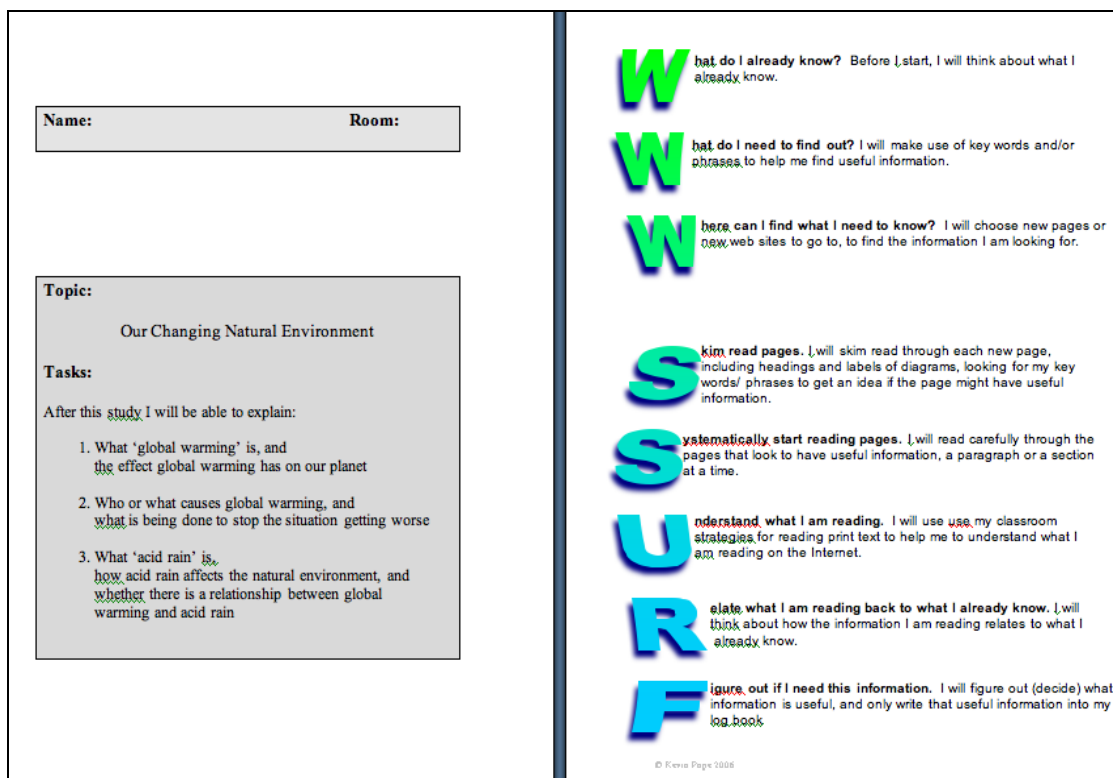 Name: Room:
Topic:
Our Changing Natural Environment
Tasks:
After this study I will be able to explain:
1. What ‘global warming’ is, and
the effect global warming has on our planet
2. Who or what causes global warming, and
what is being done to stop the situation getting worse
3. What ‘acid rain’ is,
how acid rain affects the natural environment, and
whether there is a relationship between global
warming and acid rain
What do I already know? Before I start, I will think about what I
already know.
What do I need to find out? I will make use of key words and/or
phrases to help me find useful information.
Where can I find what I need to know? I will choose new pages or
new web sites to go to, to find the information I am looking for.
Skim read pages. I will skim read through each new page,
including headings and labels of diagrams, looking for my key
words/ phrases to get an idea if the page might have useful
information.
Systematically start reading pages. I will read carefully through the
pages that look to have useful information, a paragraph or a section
at a time.
Understand what I am reading. I will use use my classroom
strategies for reading print text to help me to understand what I
am reading on the Internet.
Relate what I am reading back to what I already know. I will
think about how the information I am reading relates to what I
already know.
Figure out if I need this information. I will figure out (decide) what
information is useful, and only write that useful information into my
log book
© Kevin Pape 2006